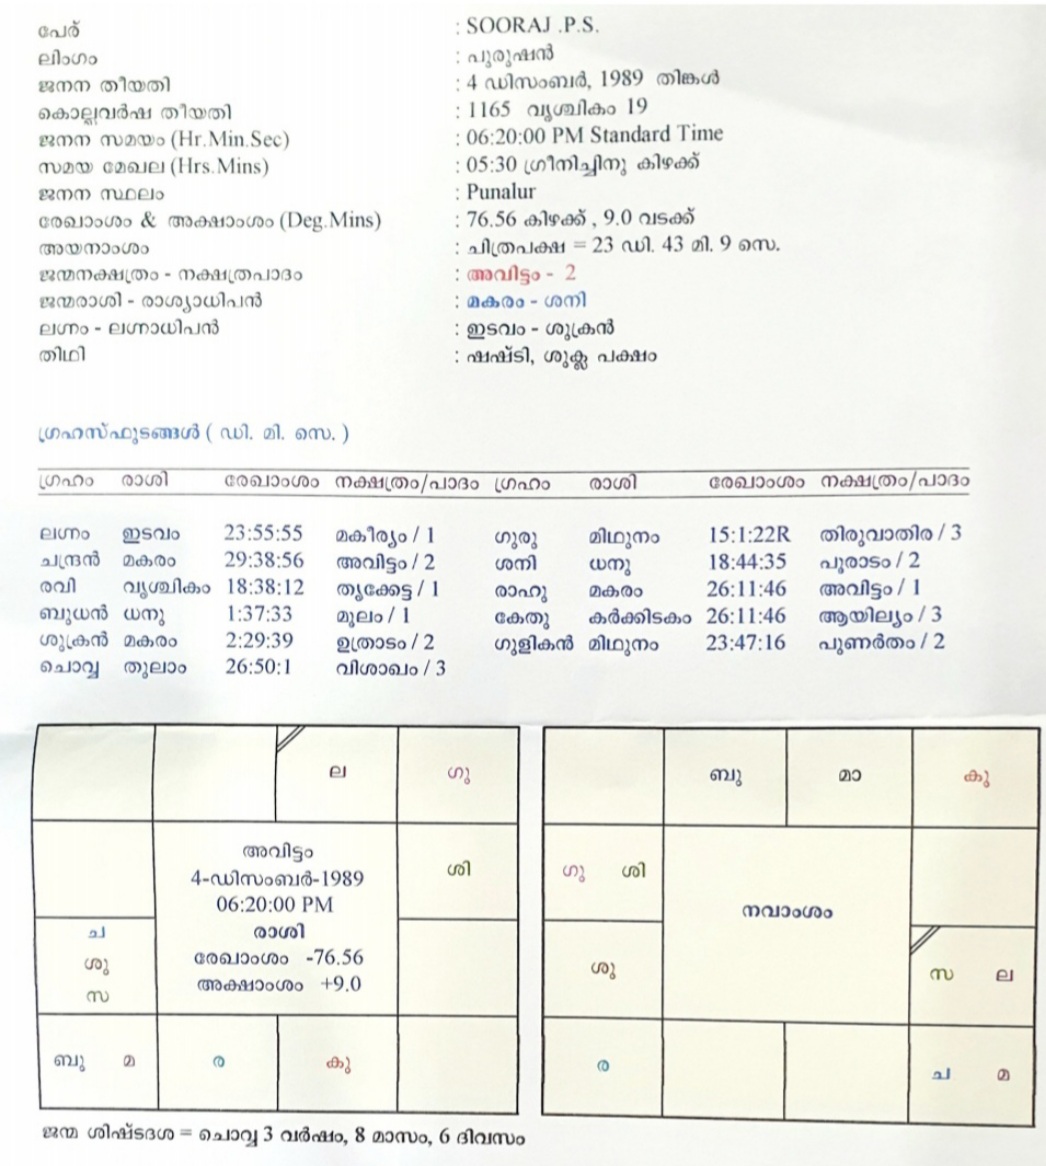 പേര് : SOORAJ .P.S.
ലിംഗം : പുരുഷൻ
ജനന തീയതി : 4 ഡിസംബർ, 1989 തിങ്കൾ
കൊല്ലവർഷ തീയതി : 1165 വൃശ്ചികം 19
ജനന സമയം (Hr.Min.Sec) : 06:20:00 PM Standard Time
സമയ മേഖല (Hrs.Mins) : 05:30 ഗ്രീനിച്ചിനു കിഴക്ക്
ജനന സ്ഥലം : Punalur
രേഖാംശം & അക്ഷാംശം (Deg.Mins) : 76.56 കിഴക്ക് , 9.0 വടക്ക്
അയനാംശം : ചിത്രപക്ഷ = 23 ഡി. 43 മി. 9 സെ.
ജന്മനക്ഷത്രം - നക്ഷത്രപാദം : അവിട്ടം - 2
ജന്മരാശി - രാശ്യാധിപൻ : മകരം - ശനി
ലഗ്നം - ലഗ്നാധിപൻ : ഇടവം - ശുക്രൻ
തിഥി : ഷഷ്ടി, ശുക്ല പക്ഷം
ഗ്രഹസ്ഫുടങ്ങൾ ( ഡി. മി. സെ. )
ഗ്രഹം രാശി രേഖാംശം നക്ഷത്രം/പാദം ഗ്രഹം രാശി രേഖാംശം നക്ഷത്രം/പാദം
ലഗ്നം ഇടവം 23:55:55 മകീര്യം / 1 ഗുരു മിഥുനം 15:1:22R തിരുവാതിര / 3
ചന്ദ്രൻ മകരം 29:38:56 അവിട്ടം / 2 ശനി ധനു 18:44:35 പൂരാടം / 2
രവി വൃശ്ചികം 18:38:12 തൃക്കേട്ട / 1 രാഹു മകരം 26:11:46 അവിട്ടം / 1
ബുധൻ ധനു 1:37:33 മൂലം / 1 കേതു കർക്കിടകം 26:11:46 ആയില്യം / 3
ശുക്രൻ മകരം 2:29:39 ഉത്രാടം / 2 ഗുളികൻ മിഥുനം 23:47:16 പുണർതം / 2
ചൊവ്വ തുലാം 26:50:1 വിശാഖം / 3
ല ഗു
ശി
അവിട്ടം
4-ഡിസംബർ-1989
06:20:00 PM
രാശി
രേഖാംശം -76.56
അക്ഷാംശം +9.0
ച
ശു
സ
ബു മ ര കു
ബു മാ കു
ഗു ശി
നവാംശം
ശു സ ല
ര ച മ
ജന്മ ശിഷ്ടദശ = ചൊവ്വ 3 വർഷം, 8 മാസം, 6 ദിവസം